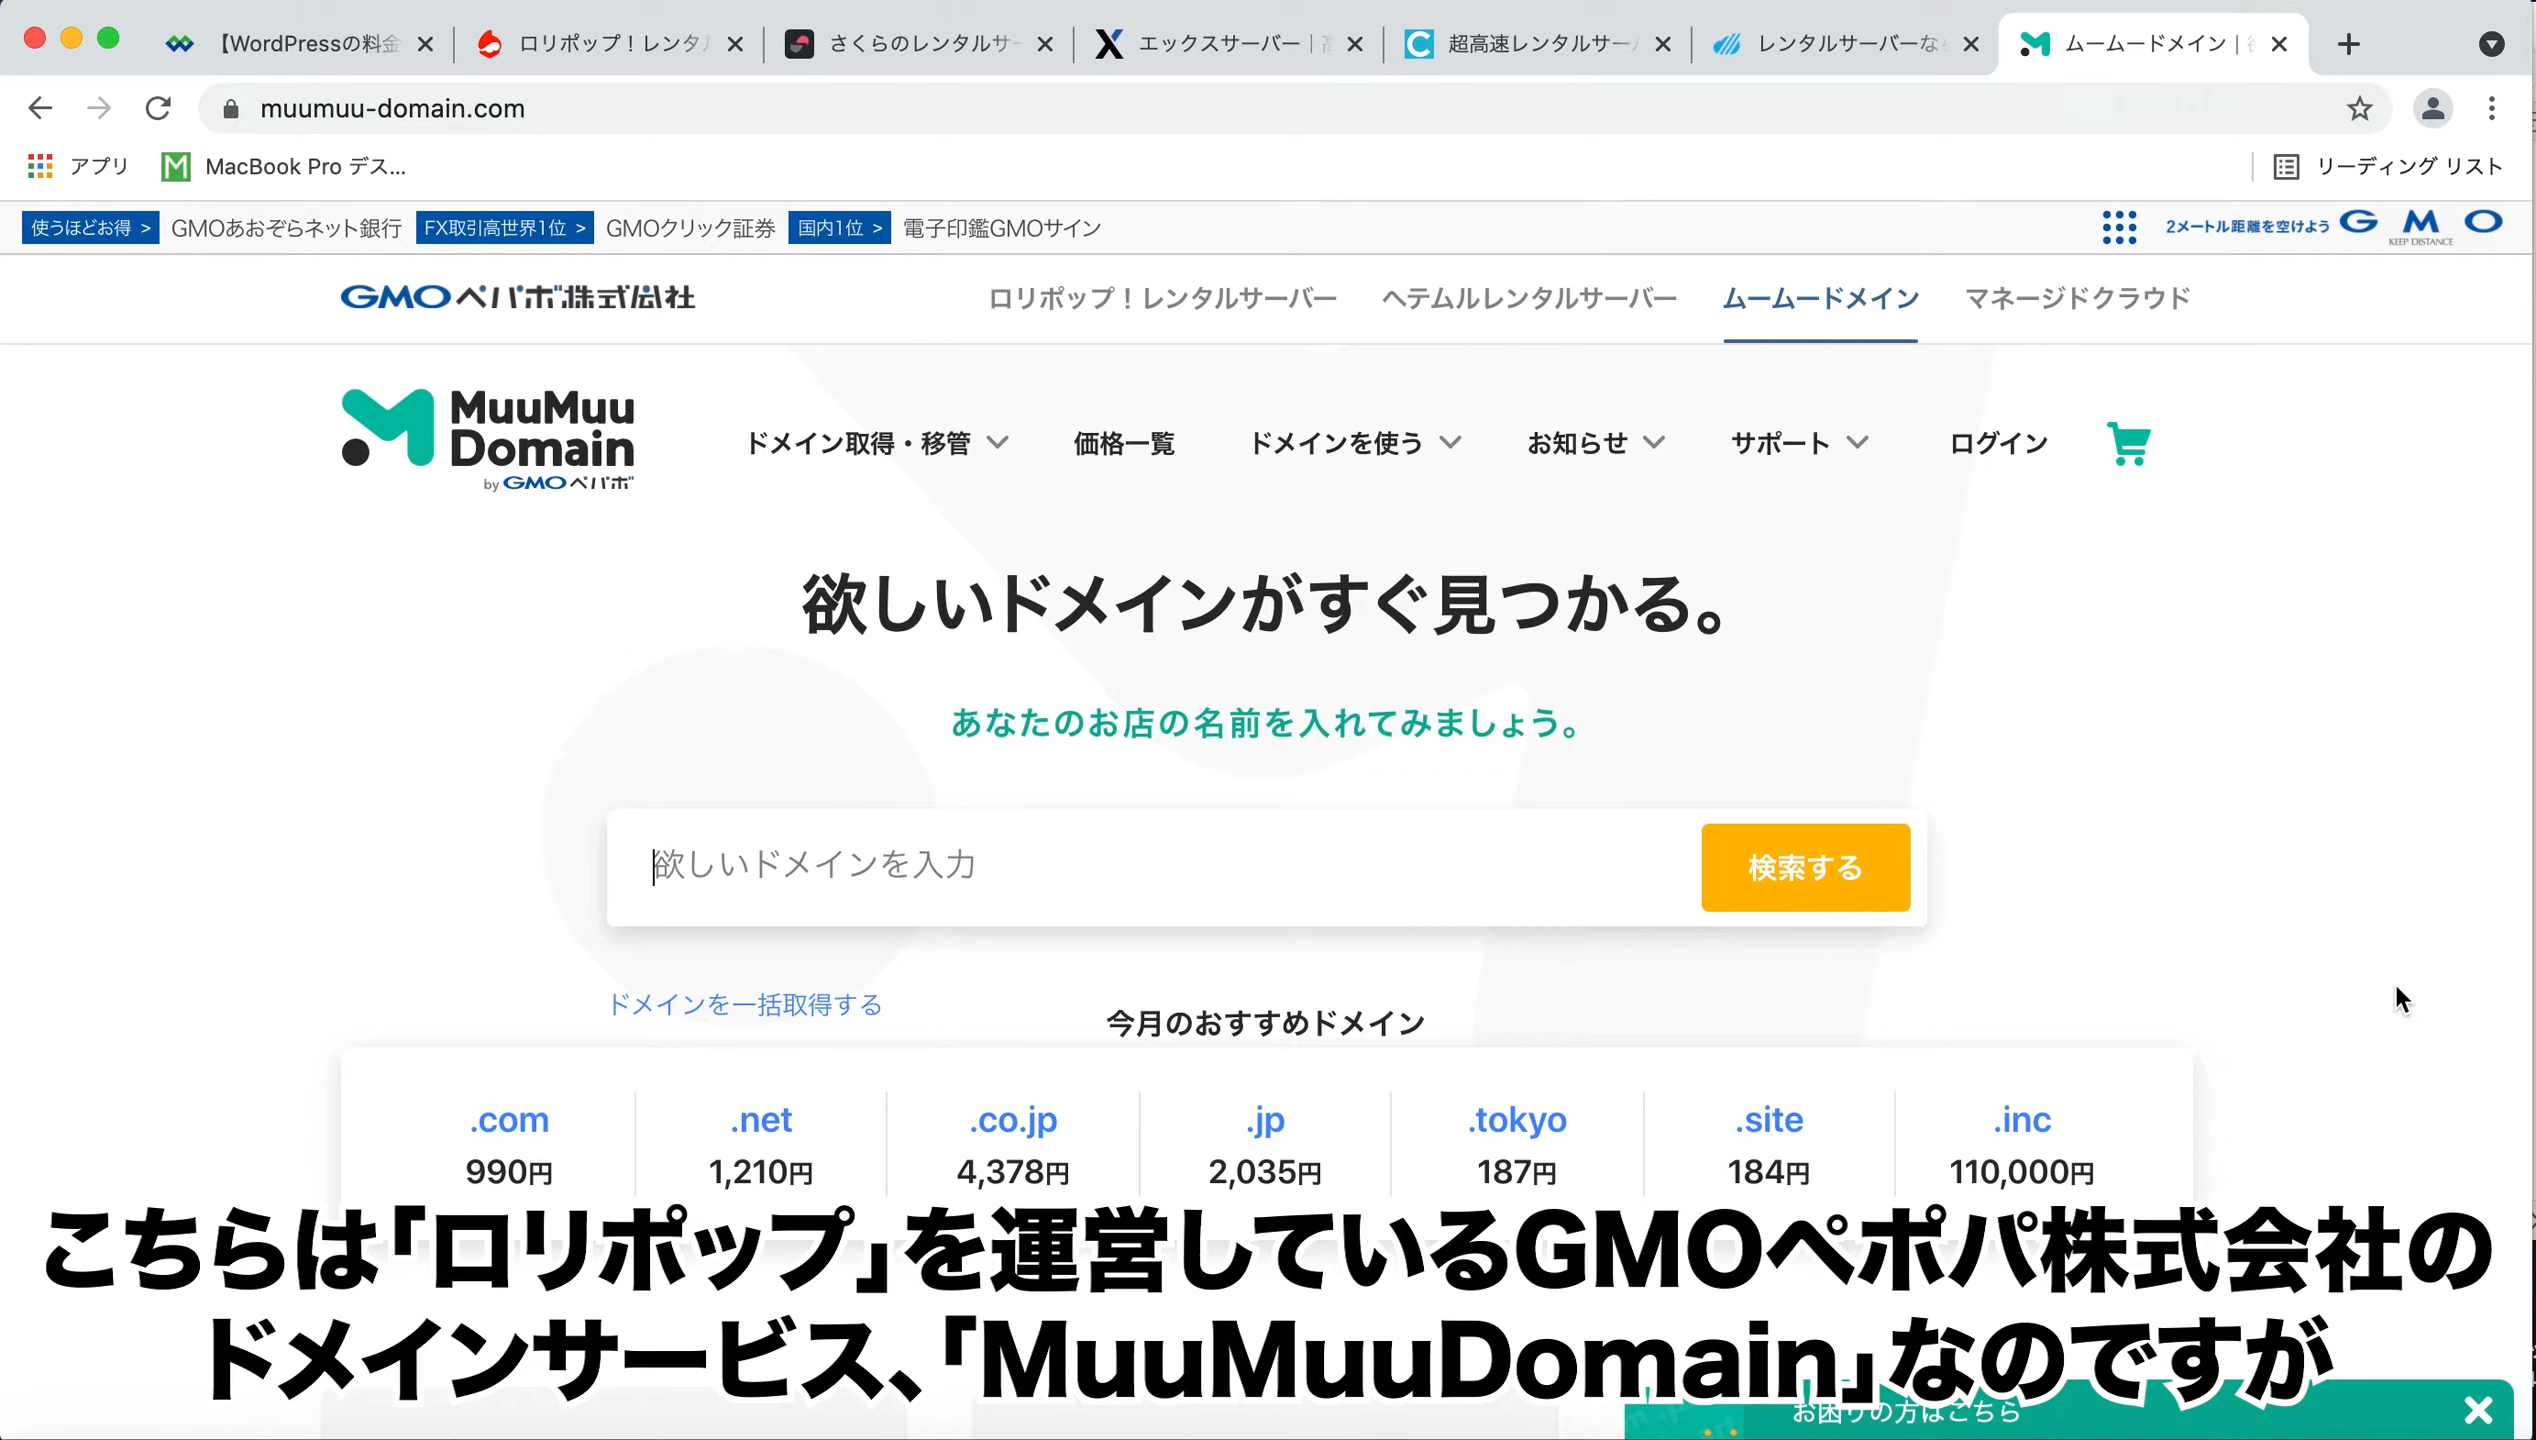 【WordPressの料金
ロリポップ！レンタル
さくらのレンタルサー
エックスサーバー｜高
超高速レンタルサー
レンタルサーバーなら
ムームードメイン｜
muumuu-domain.com
アプリ
MacBook Pro デス...
リーディング リスト
使うほどお得 >
GMOあおぞらネット銀行
FX取引高世界1位 >
GMOクリック証券
国内1位 >
電子印鑑GMOサイン
2メートル距離を空けよう
G M O
KEEP DISTANCE
GMOペパボ株式会社
ロリポップ！レンタルサーバー
ヘテムルレンタルサーバー
ムームードメイン
マネージドクラウド
MuuMuu
Domain
by GMOペパボ
ドメイン取得・移管
価格一覧
ドメインを使う
お知らせ
サポート
ログイン
欲しいドメインがすぐ見つかる。
あなたのお店の名前を入れてみましょう。
欲しいドメインを入力
検索する
ドメインを一括取得する
今月のおすすめドメイン
.com
990円
.net
1,210円
.co.jp
4,378円
.jp
2,035円
.tokyo
187円
.site
184円
.inc
110,000円
こちらは「ロリポップ」を運営しているGMOペポパ株式会社の
ドメインサービス、「MuuMuuDomain」なのですが
お困りの方はこちら